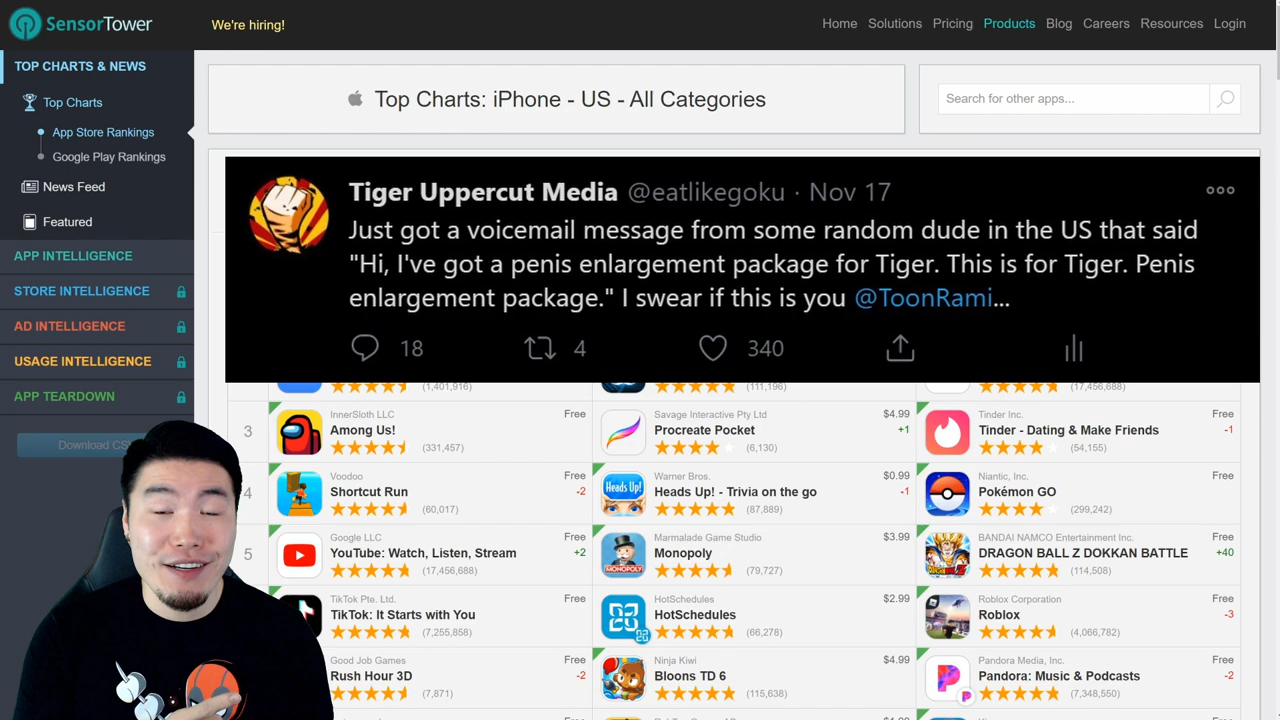 SensorTower
We're hiring!
Home Solutions Pricing Products Blog Careers Resources Login
TOP CHARTS & NEWS
Top Charts
App Store Rankings
Google Play Rankings
News Feed
Featured
APP INTELLIGENCE
STORE INTELLIGENCE
AD INTELLIGENCE
USAGE INTELLIGENCE
APP TEARDOWN
Download CS
Top Charts: iPhone - US - All Categories
Search for other apps...
Tiger Uppercut Media @eatlikegoku · Nov 17
Just got a voicemail message from some random dude in the US that said
"Hi, I've got a penis enlargement package for Tiger. This is for Tiger. Penis
enlargement package." I swear if this is you @ToonRami...
18 4 340
(1,401,916) (111,196) (17,456,688)
3
InnerSloth LLC Free
Among Us!
(331,457)
Savage Interactive Pty Ltd $4.99
Procreate Pocket +1
(6,130)
Tinder Inc. Free
Tinder - Dating & Make Friends -1
(54,155)
4
Voodoo Free
Shortcut Run -2
(60,017)
Warner Bros. $0.99
Heads Up! - Trivia on the go -1
(87,889)
Heads Up!
Niantic, Inc. Free
Pokémon GO
(299,242)
5
Google LLC Free
YouTube: Watch, Listen, Stream +2
(17,456,688)
Marmalade Game Studio $3.99
Monopoly
(79,727)
MONOPOLY
BANDAI NAMCO Entertainment Inc. Free
DRAGON BALL Z DOKKAN BATTLE +40
(114,508)
TikTok Pte. Ltd. Free
TikTok: It Starts with You
(7,255,858)
HotSchedules $2.99
HotSchedules
(66,278)
Roblox Corporation Free
Roblox -3
(4,066,782)
Good Job Games Free
Rush Hour 3D -2
(7,871)
Ninja Kiwi $4.99
Bloons TD 6
(115,638)
Pandora Media, Inc. Free
Pandora: Music & Podcasts -2
(7,348,550)